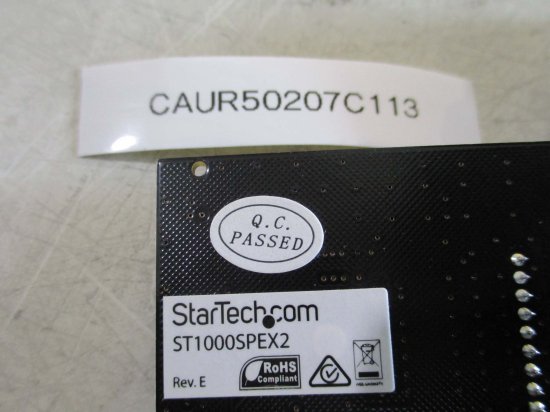 CAUR50207C113
Q.C.
PASSED
StarTech.com
ST1000SPEX2
Rev. E
RoHS
Compliant